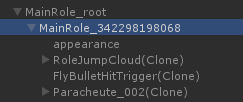 MainRole_root
MainRole_342298198068
appearance
RoleJumpCloud(Clone)
FlyBulletHitTrigger(Clone)
Paracheute_002(Clone)